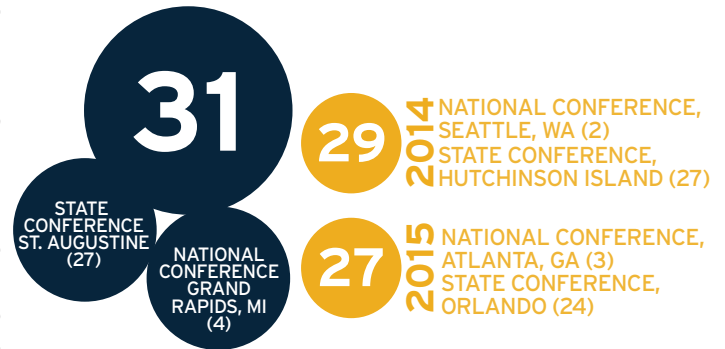 31
STATE
CONFERENCE
ST. AUGUSTINE
(27)
NATIONAL
CONFERENCE
GRAND
RAPIDS, MI
(4)
29
2014
NATIONAL CONFERENCE,
SEATTLE, WA (2)
STATE CONFERENCE,
HUTCHINSON ISLAND (27)
27
2015
NATIONAL CONFERENCE,
ATLANTA, GA (3)
STATE CONFERENCE,
ORLANDO (24)